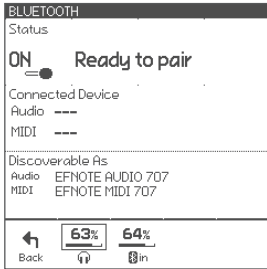 BLUETOOTH
Status
ON Ready to pair
Connected Device
Audio ---
MIDI ---
Discoverable As
Audio EFNOTE AUDIO 707
MIDI EFNOTE MIDI 707
63% 64%
Back in